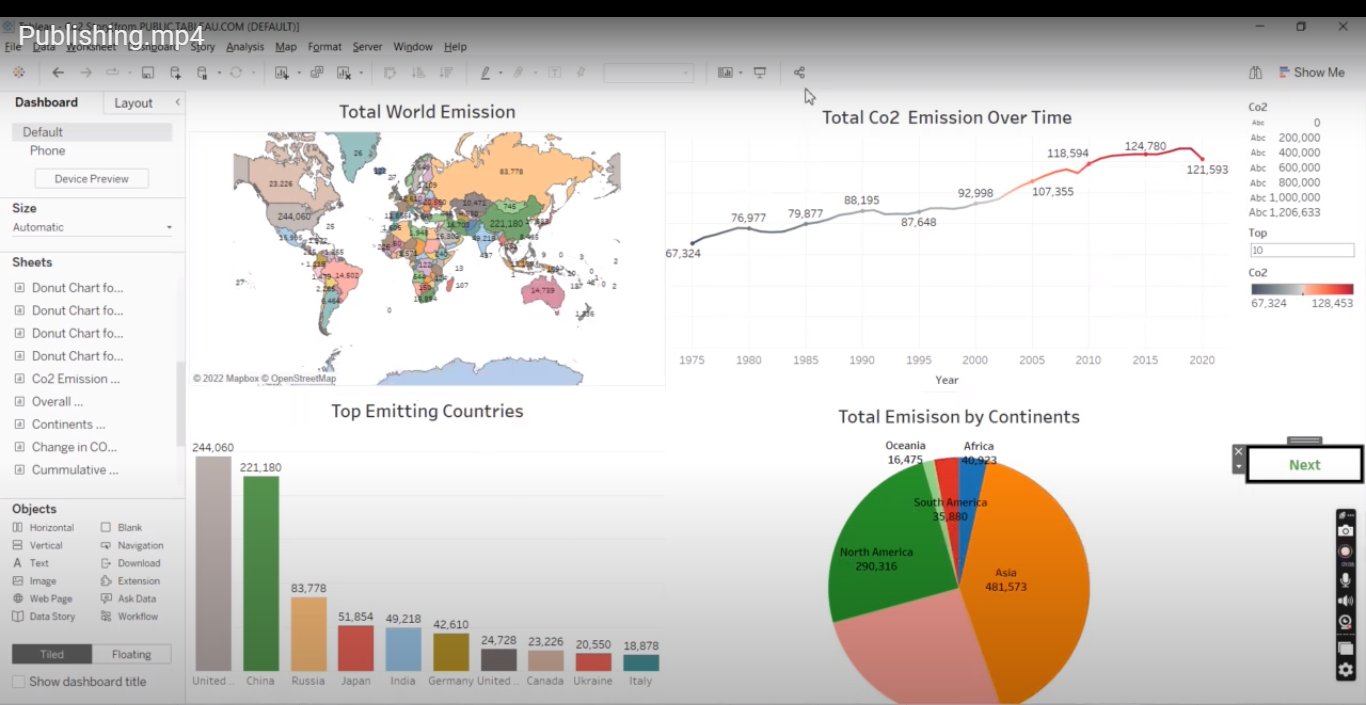 Tableau - Co2 Story from PUBLIC.TABLEAU.COM (DEFAULT)]
Publishing.mp4
File Data Worksheet Dashboard Story Analysis Map Format Server Window Help
Show Me
Dashboard
Layout
Default
Phone
Device Preview
Size
Automatic
Sheets
Donut Chart fo...
Donut Chart fo...
Donut Chart fo...
Donut Chart fo...
Co2 Emission ...
Overall ...
Continents ...
Change in CO...
Cummulative ...
Objects
Horizontal
Blank
Vertical
Navigation
A Text
Download
Image
Extension
Web Page
Ask Data
Data Story
Workflow
Tiled
Floating
Show dashboard title
Total World Emission
26
23,226
83,778
244,060
221,180
745
10,471
25
14,502
13
107
14,739
27
0
© 2022 Mapbox © OpenStreetMap
Total Co2 Emission Over Time
67,324
76,977
79,877
88,195
87,648
92,998
107,355
118,594
124,780
121,593
1975 1980 1985 1990 1995 2000 2005 2010 2015 2020
Year
Co2
Abc 0
Abc 200,000
Abc 400,000
Abc 600,000
Abc 800,000
Abc 1,000,000
Abc 1,206,633
Top
10
Co2
67,324 128,453
Top Emitting Countries
244,060
221,180
83,778
51,854
49,218
42,610
24,728
23,226
20,550
18,878
United .. China Russia Japan India Germany United .. Canada Ukraine Italy
Total Emisison by Continents
Oceania
16,475
Africa
40,923
South America
35,880
North America
290,316
Asia
481,573
Next